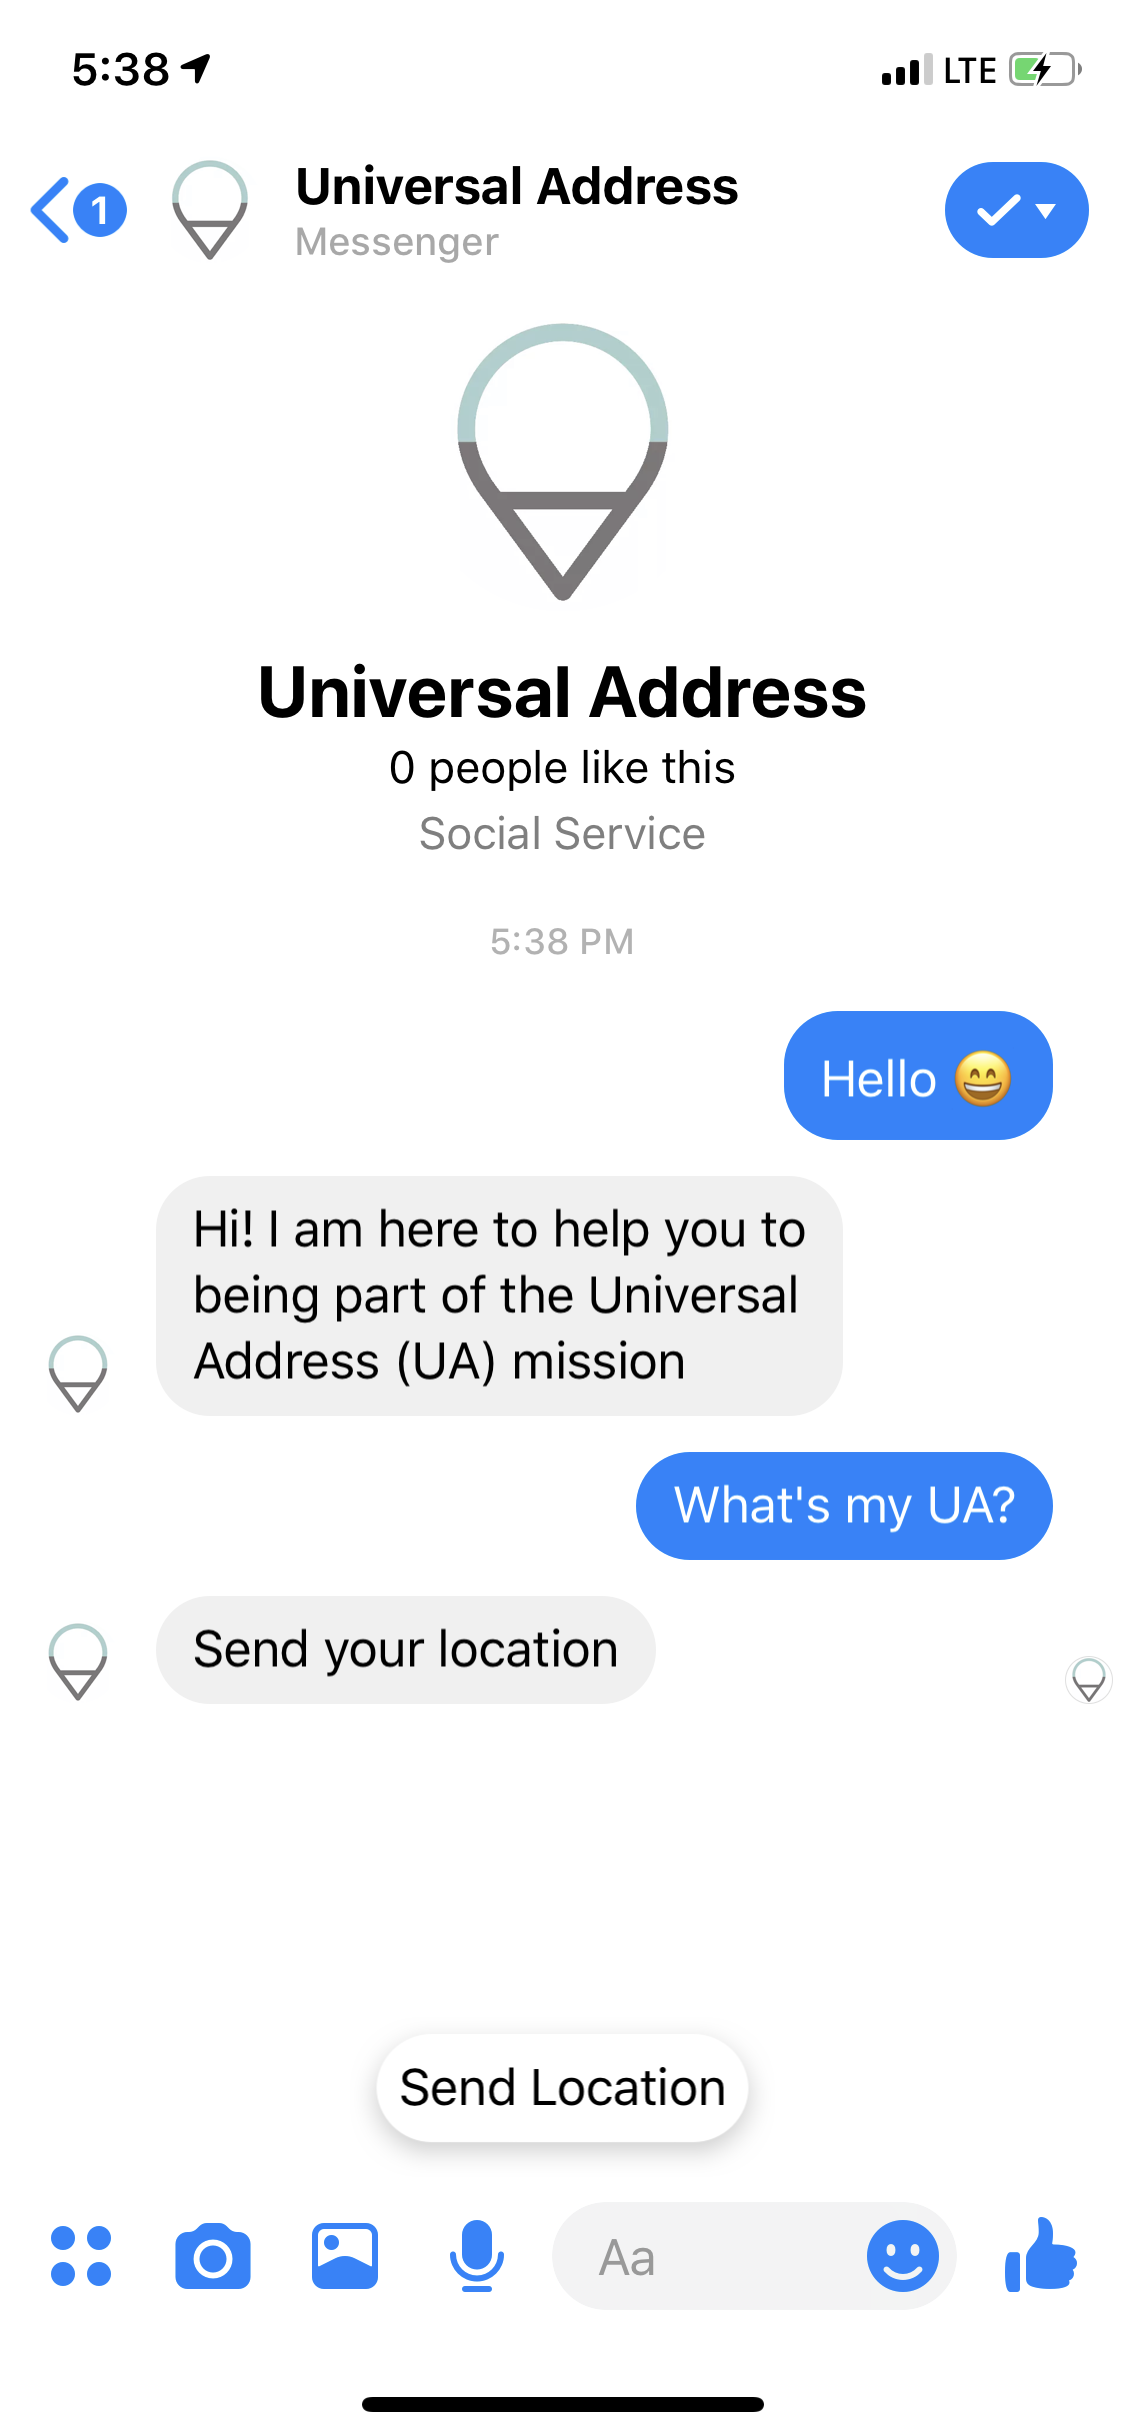 5:38
LTE
1
Universal Address
Messenger
Universal Address
0 people like this
Social Service
5:38 PM
Hello 😄
Hi! I am here to help you to
being part of the Universal
Address (UA) mission
What's my UA?
Send your location
Send Location
Aa